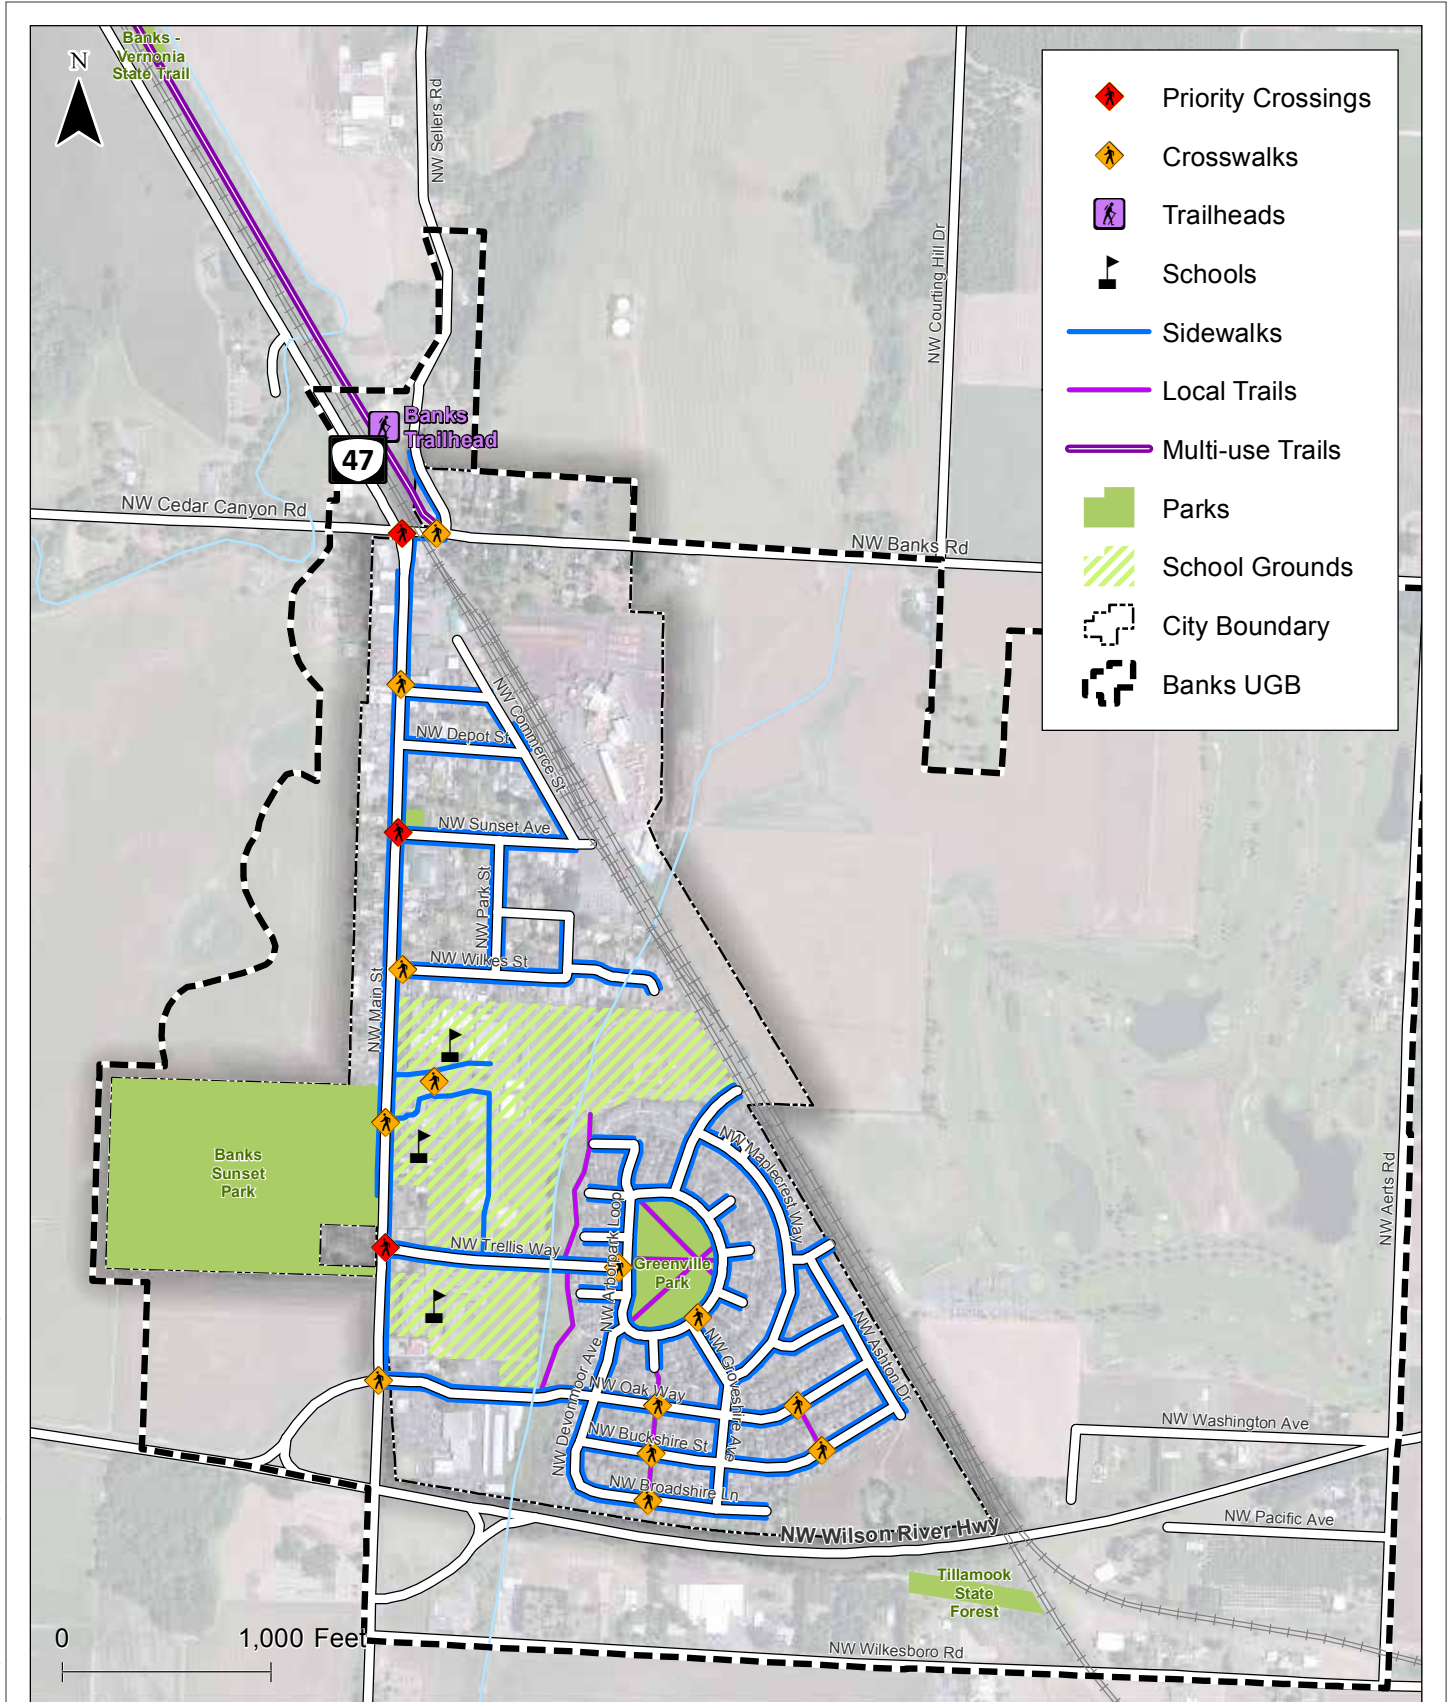 Banks -
Vernonia
State Trail
N
NW Sellers Rd
NW Courting Hill Dr
Priority Crossings
Crosswalks
Trailheads
Schools
Sidewalks
Local Trails
Multi-use Trails
Parks
School Grounds
City Boundary
Banks UGB
Banks
Trailhead
47
NW Cedar Canyon Rd
NW Banks Rd
NW Commerce St
NW Depot St
NW Sunset Ave
NW Park St
NW Wilkes St
NW Main St
Banks
Sunset
Park
NW Maplecrest Way
NW Aerts Rd
NW Trellis Way
NW Arborpark Loop
Greenville
Park
NW Ashton Dr
NW Groveshire Ave
NW Devonmoor Ave
NW Oak Way
NW Buckshire St
NW Broadshire Ln
NW Washington Ave
NW Pacific Ave
NW Wilson River Hwy
Tillamook
State
Forest
NW Wilkesboro Rd
0 1,000 Feet